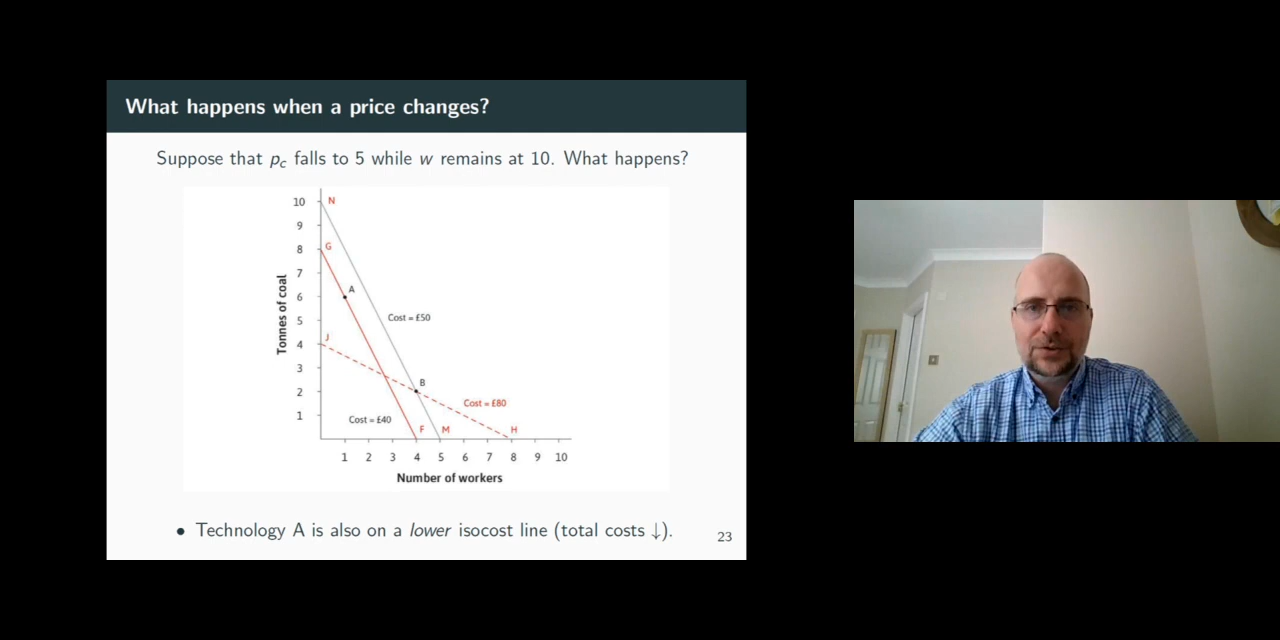 What happens when a price changes?
Suppose that pc falls to 5 while w remains at 10. What happens?
10
N
9
8
G
7
6
A
5
Cost = £50
4
J
3
2
B
Cost = £80
1
Cost = £40
F
M
H
1 2 3 4 5 6 7 8 9 10
Tonnes of coal
Number of workers
• Technology A is also on a lower isocost line (total costs ↓).
23